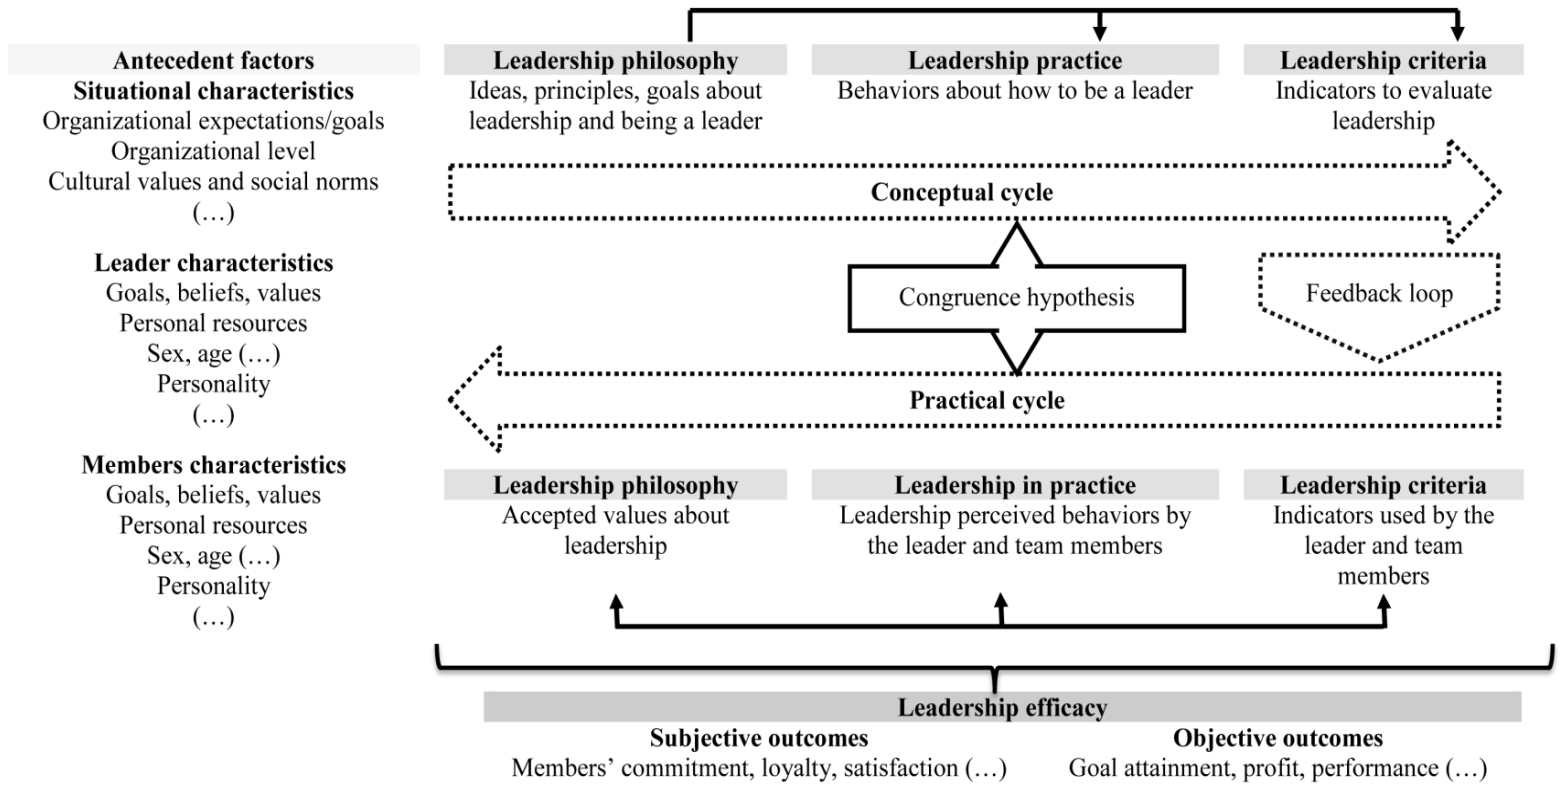 Antecedent factors
Situational characteristics
Organizational expectations/goals
Organizational level
Cultural values and social norms
(…)
Leader characteristics
Goals, beliefs, values
Personal resources
Sex, age (…)
Personality
(…)
Members characteristics
Goals, beliefs, values
Personal resources
Sex, age (…)
Personality
(…)
Leadership philosophy
Ideas, principles, goals about
leadership and being a leader
Leadership practice
Behaviors about how to be a leader
Leadership criteria
Indicators to evaluate
leadership
Conceptual cycle
Congruence hypothesis
Feedback loop
Practical cycle
Leadership philosophy
Accepted values about
leadership
Leadership in practice
Leadership perceived behaviors by
the leader and team members
Leadership criteria
Indicators used by the
leader and team
members
Leadership efficacy
Subjective outcomes
Members’ commitment, loyalty, satisfaction (…)
Objective outcomes
Goal attainment, profit, performance (…)